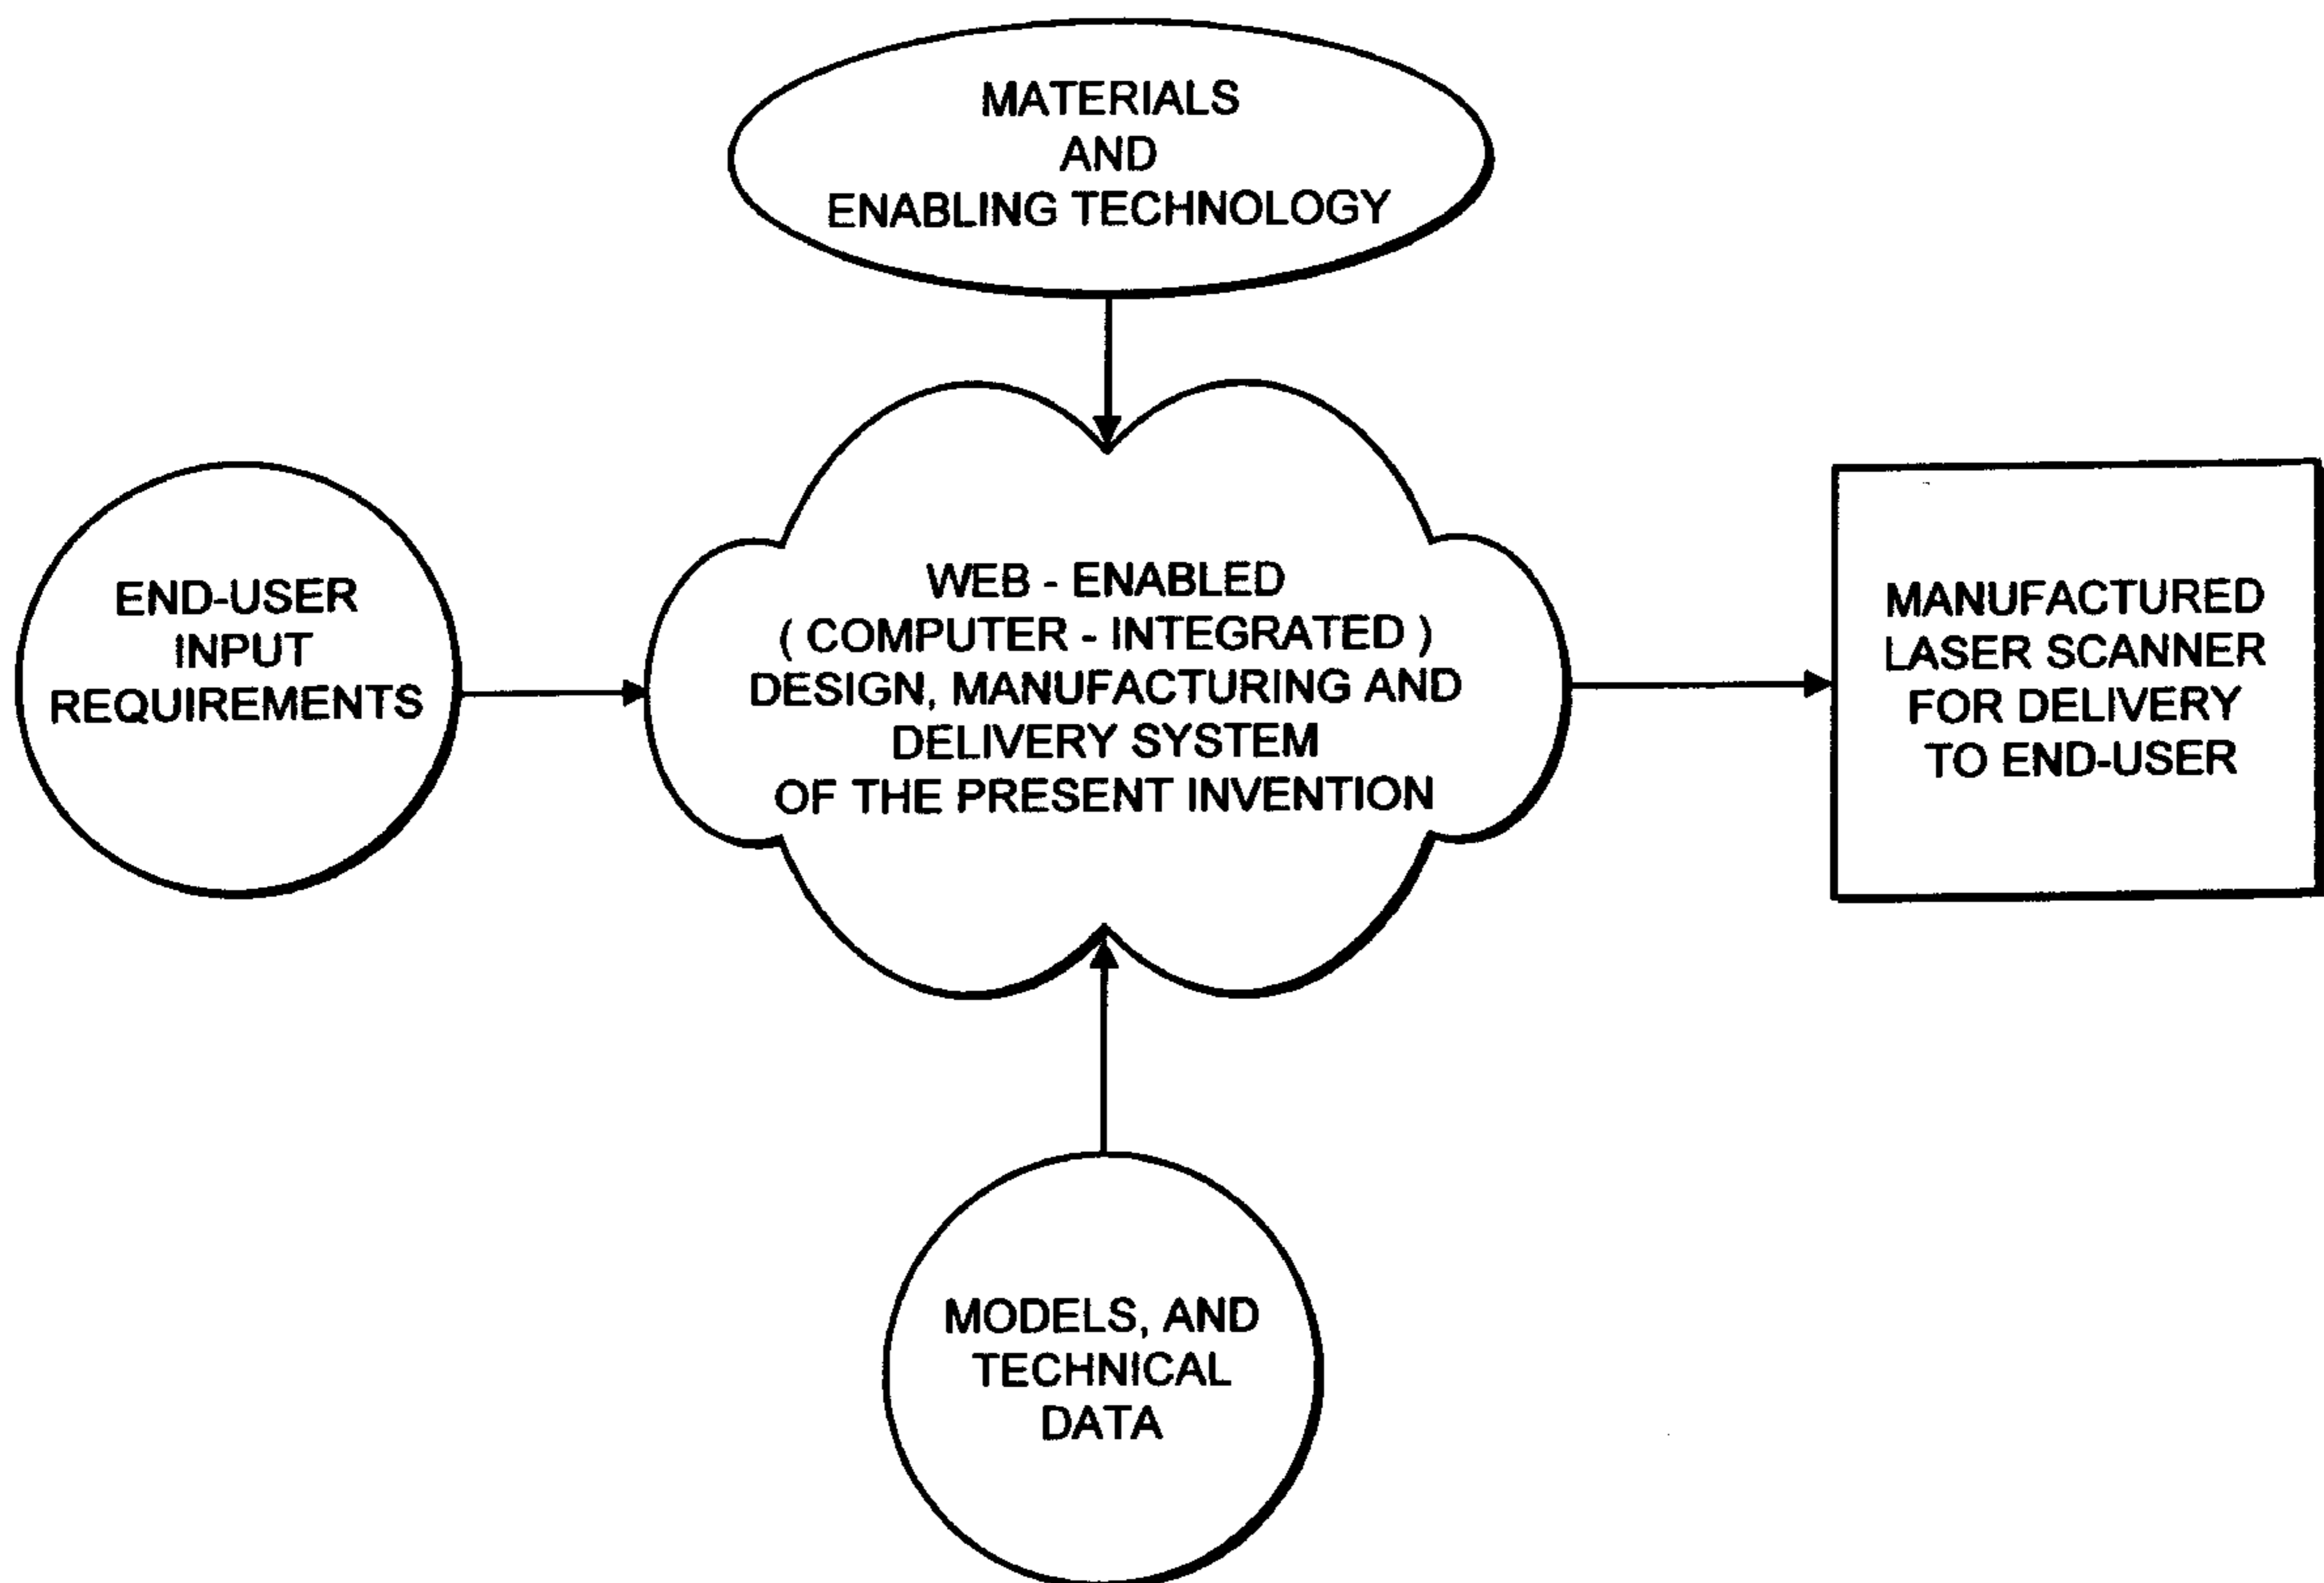 MATERIALS
AND
ENABLING TECHNOLOGY
END-USER
INPUT
REQUIREMENTS
WEB - ENABLED
( COMPUTER - INTEGRATED )
DESIGN, MANUFACTURING AND
DELIVERY SYSTEM
OF THE PRESENT INVENTION
MANUFACTURED
LASER SCANNER
FOR DELIVERY
TO END-USER
MODELS, AND
TECHNICAL
DATA